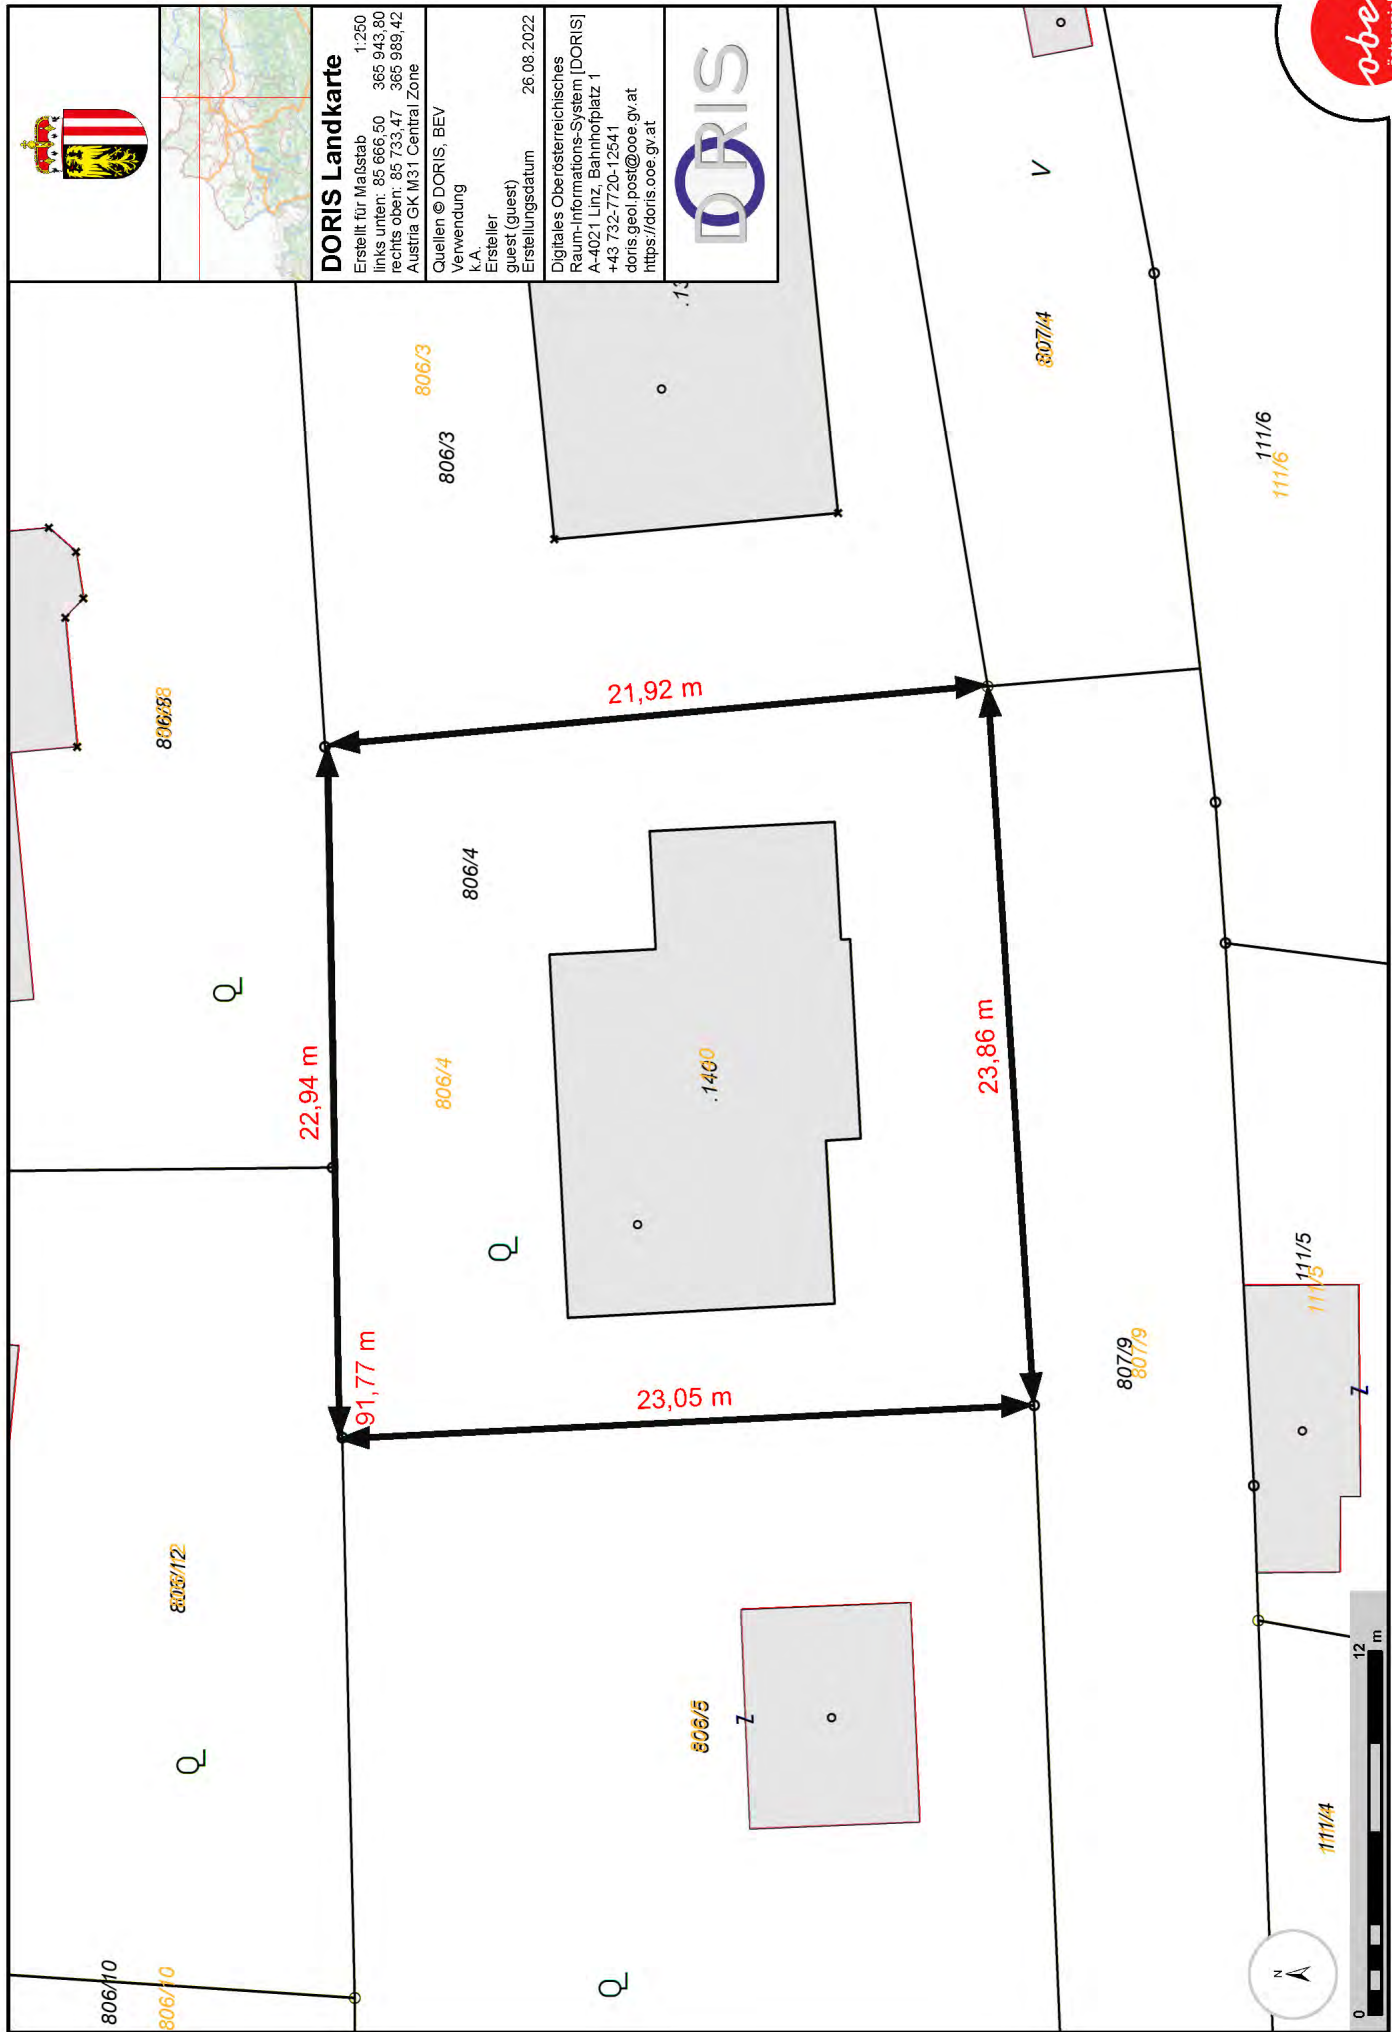 DORIS Landkarte
Erstellt für Maßstab 1:250
links unten: 85 666,50 365 943,80
rechts oben: 85 733,47 365 989,42
Austria GK M31 Central Zone
Quellen © DORIS, BEV
Verwendung
k.A.
Ersteller
guest (guest)
Erstellungsdatum 26.08.2022
Digitales Oberösterreichisches
Raum-Informations-System [DORIS]
A-4021 Linz, Bahnhofplatz 1
+43 732-7720-12541
doris.geol.post@ooe.gv.at
https://doris.ooe.gv.at
DORIS
obe
806/10
806/10
806/12
806/8
806/3
806/3
.13
806/4
806/4
.1400
806/5
22,94 m
91,77 m
21,92 m
23,05 m
23,86 m
807/4
V
807/9
807/9
111/6
111/6
111/5
111/5
111/4
Z
Z
N
0
12
m